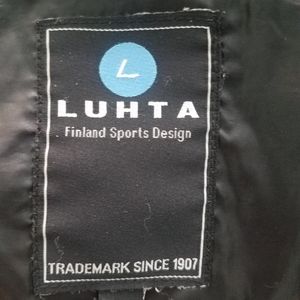 L
LUHTA
Finland Sports Design
TRADEMARK SINCE 1907